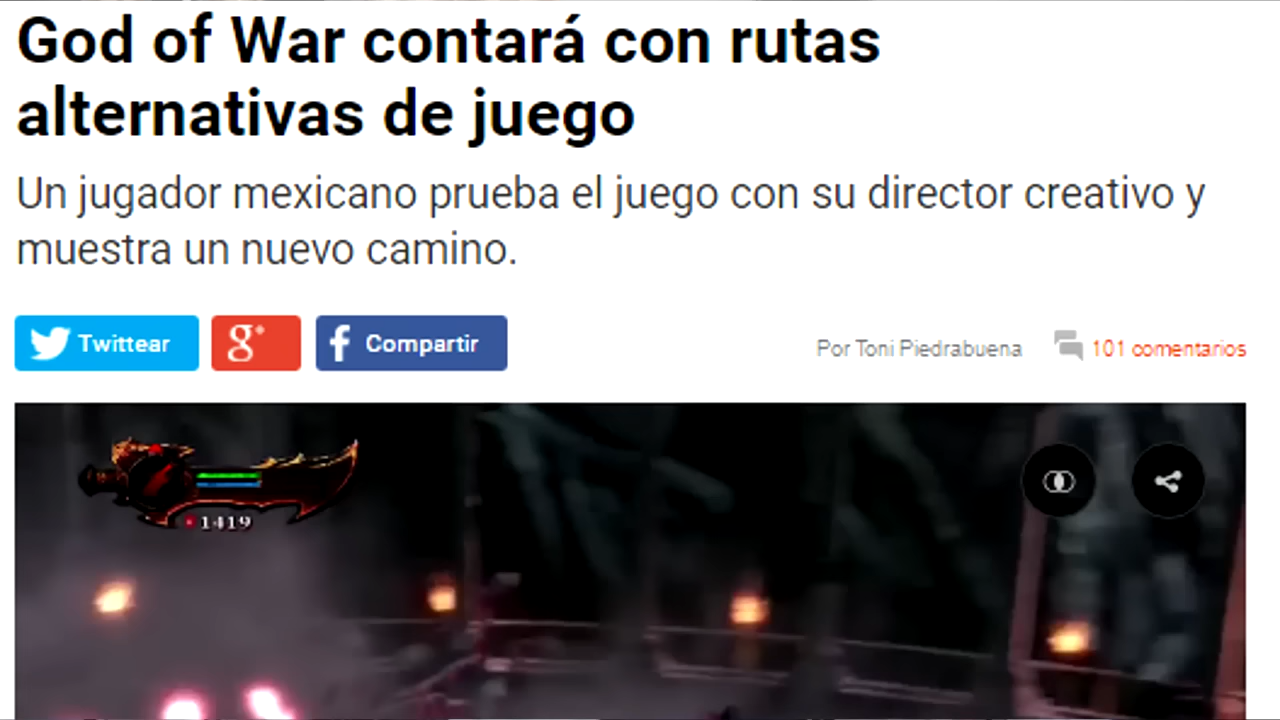 God of War contará con rutas
alternativas de juego
Un jugador mexicano prueba el juego con su director creativo y
muestra un nuevo camino.
Twittear g+ Compartir Por Toni Piedrabuena 101 comentarios
1419